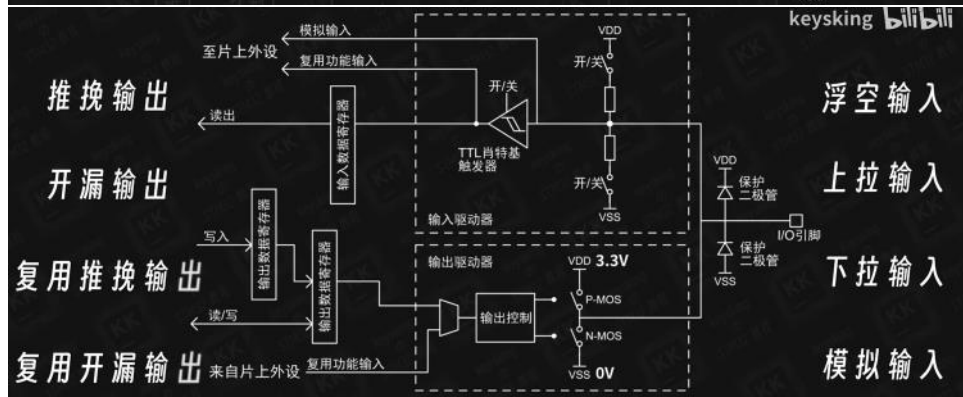 keysking bilibili
推挽输出
开漏输出
复用推挽输出
复用开漏输出
至片上外设
模拟输入
复用功能输入
读出
输入数据寄存器
开/关
TTL肖特基
触发器
VDD
开/关
开/关
VSS
输入驱动器
写入
输出数据寄存器
输出数据寄存器
读/写
来自片上外设
复用功能输入
输出驱动器
输出控制
VDD 3.3V
P-MOS
N-MOS
VSS 0V
VDD
保护
二极管
I/O引脚
保护
二极管
VSS
浮空输入
上拉输入
下拉输入
模拟输入